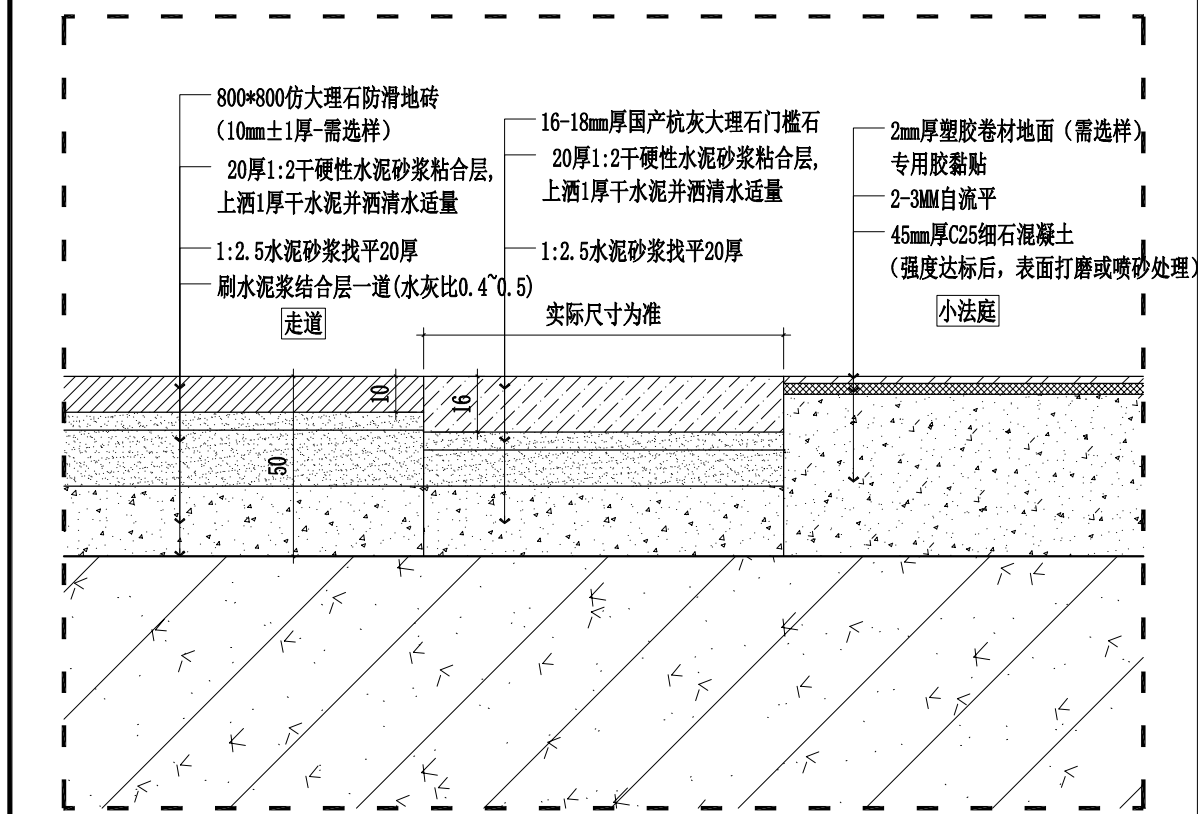 800*800仿大理石防滑地砖
(10mm±1厚-需选样)
20厚1:2干硬性水泥砂浆粘合层,
上洒1厚干水泥并洒清水适量
1:2.5水泥砂浆找平20厚
刷水泥浆结合层一道(水灰比0.4~0.5)
走道
16-18mm厚国产杭灰大理石门槛石
20厚1:2干硬性水泥砂浆粘合层,
上洒1厚干水泥并洒清水适量
1:2.5水泥砂浆找平20厚
实际尺寸为准
2mm厚塑胶卷材地面（需选样）
专用胶黏贴
2-3MM自流平
45mm厚C25细石混凝土
(强度达标后，表面打磨或喷砂处理)
小法庭
10
16
50